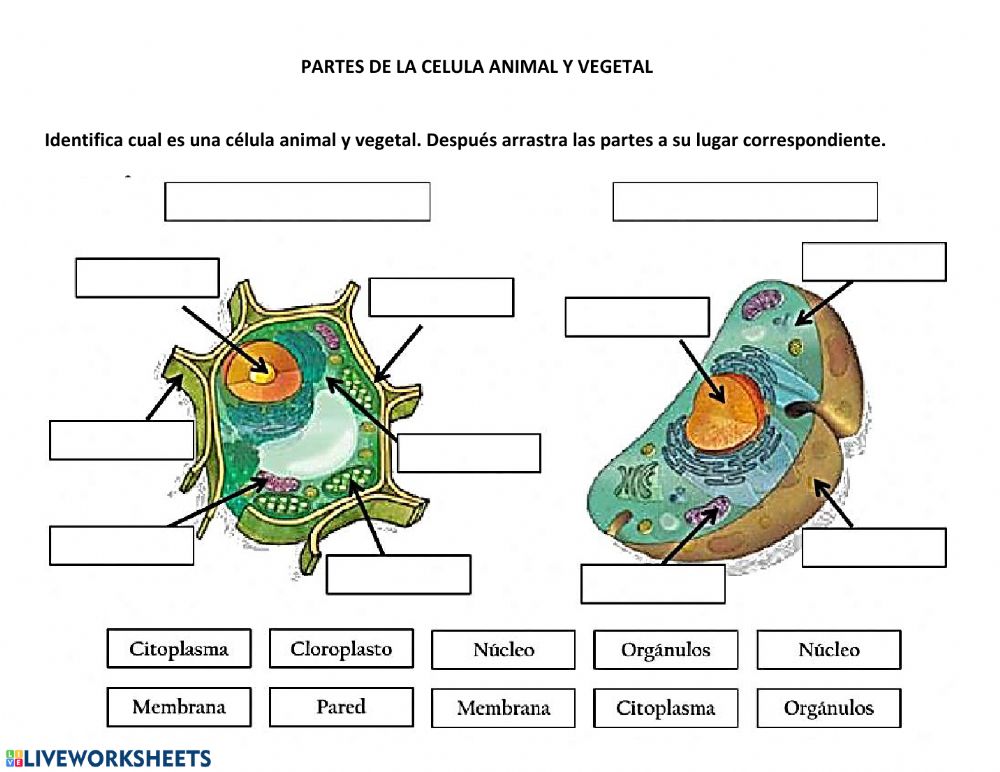 PARTES DE LA CELULA ANIMAL Y VEGETAL
Identifica cual es una célula animal y vegetal. Después arrastra las partes a su lugar correspondiente.
Citoplasma Cloroplasto Núcleo Orgánulos Núcleo
Membrana Pared Membrana Citoplasma Orgánulos
LIVE LIVEWORKSHEETS